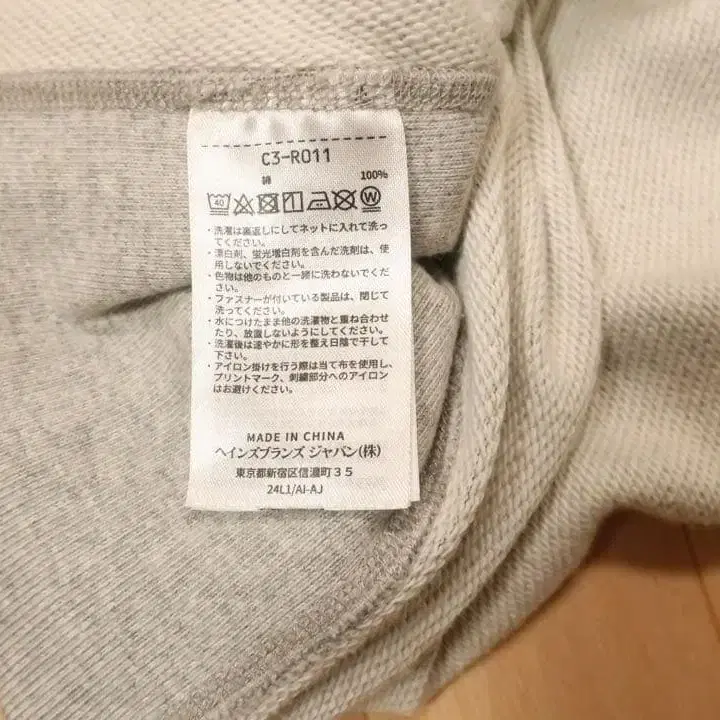 C3-R011
綿 100%
40 W
・洗濯は裏返しにしてネットに入れて洗っ
てください。
・漂白剤、蛍光増白剤を含んだ洗剤は、使
用しないでください。
・色物は他のものと一緒に洗わないでくだ
さい。
・ファスナーが付いている製品は、閉じて
洗ってください。
・水につけたまま他の洗濯物と重ね合わせ
たり、放置しないようにしてください。
・洗濯後は速やかに形を整え日陰で干して
下さい。
・アイロン掛けを行う際は当て布を使用し、
プリントマーク、刺繍部分へのアイロン
はお避けください。
MADE IN CHINA
ヘインズブランズ ジャパン(株)
東京都新宿区信濃町35
24L1/AI-AJ